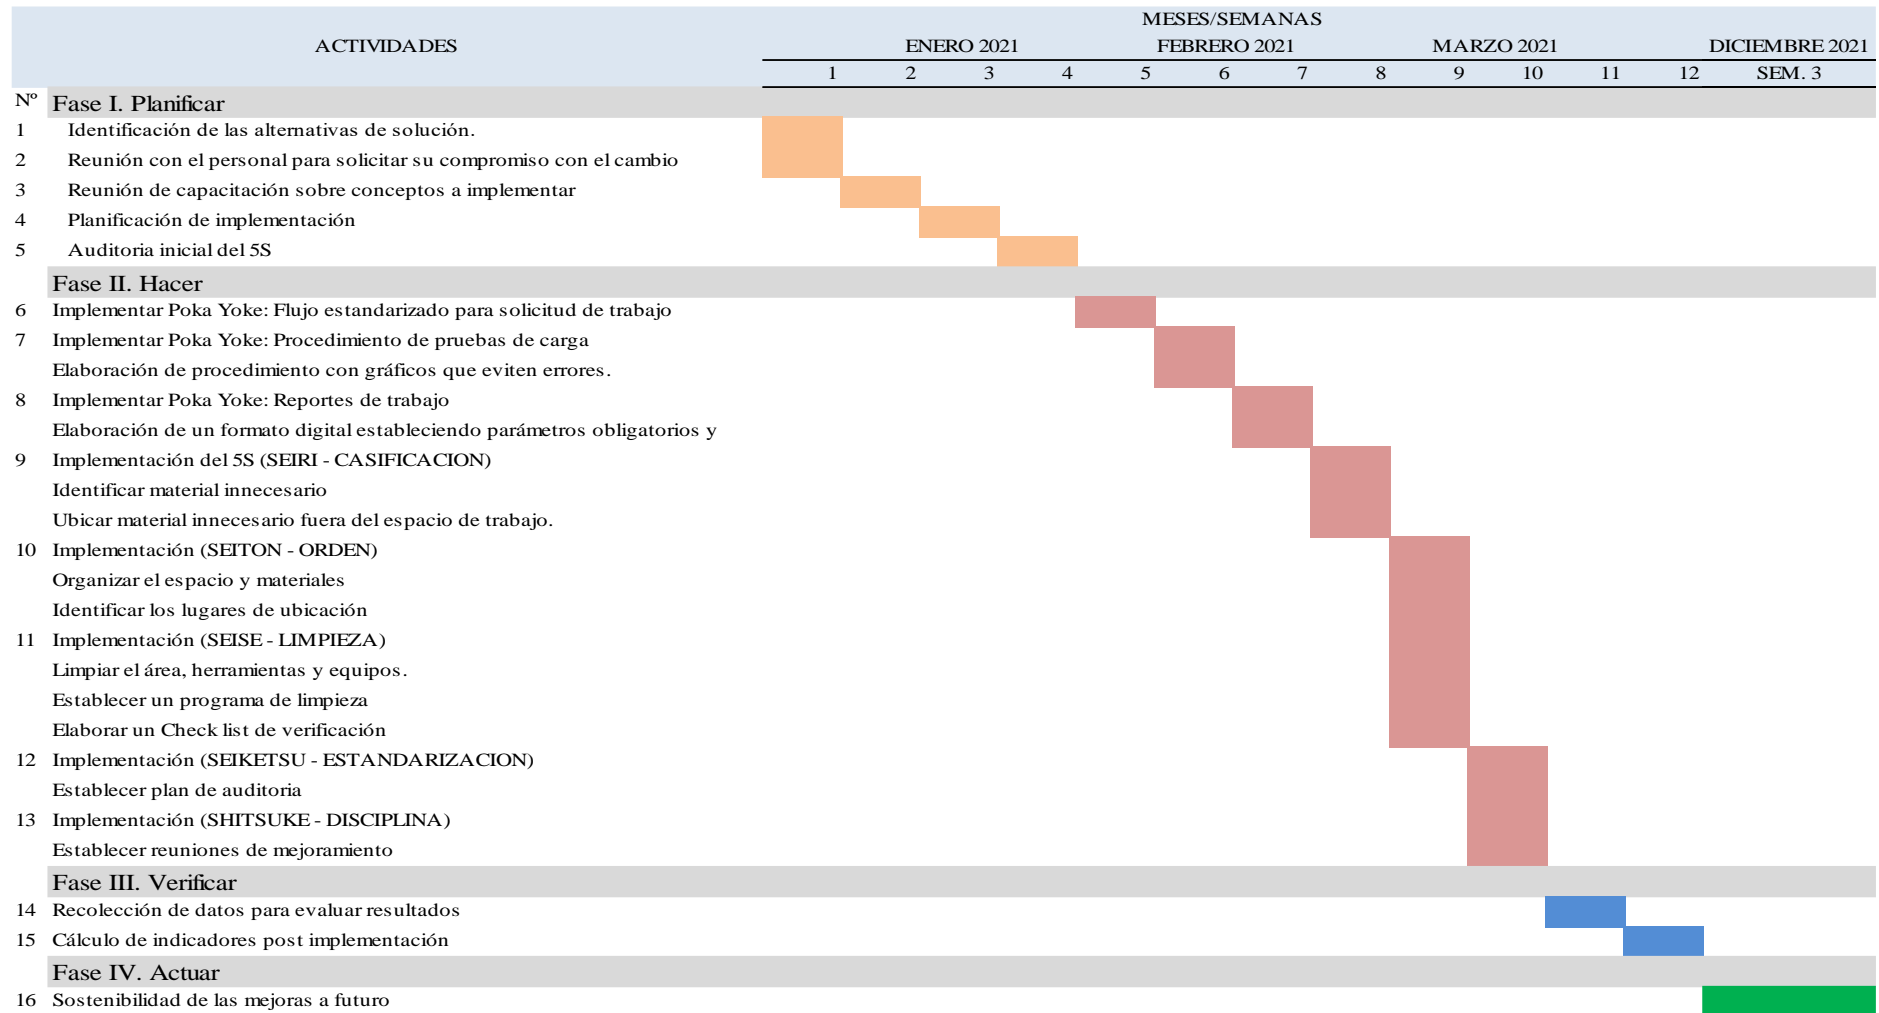 MESES/SEMANAS
ACTIVIDADES ENERO 2021 FEBRERO 2021 MARZO 2021 DICIEMBRE 2021
1 2 3 4 5 6 7 8 9 10 11 12 SEM. 3
Nº Fase I. Planificar
1 Identificación de las alternativas de solución.
2 Reunión con el personal para solicitar su compromiso con el cambio
3 Reunión de capacitación sobre conceptos a implementar
4 Planificación de implementación
5 Auditoria inicial del 5S
Fase II. Hacer
6 Implementar Poka Yoke: Flujo estandarizado para solicitud de trabajo
7 Implementar Poka Yoke: Procedimiento de pruebas de carga
Elaboración de procedimiento con gráficos que eviten errores.
8 Implementar Poka Yoke: Reportes de trabajo
Elaboración de un formato digital estableciendo parámetros obligatorios y
9 Implementación del 5S (SEIRI - CASIFICACION)
Identificar material innecesario
Ubicar material innecesario fuera del espacio de trabajo.
10 Implementación (SEITON - ORDEN)
Organizar el espacio y materiales
Identificar los lugares de ubicación
11 Implementación (SEISE - LIMPIEZA)
Limpiar el área, herramientas y equipos.
Establecer un programa de limpieza
Elaborar un Check list de verificación
12 Implementación (SEIKETSU - ESTANDARIZACION)
Establecer plan de auditoria
13 Implementación (SHITSUKE - DISCIPLINA)
Establecer reuniones de mejoramiento
Fase III. Verificar
14 Recolección de datos para evaluar resultados
15 Cálculo de indicadores post implementación
Fase IV. Actuar
16 Sostenibilidad de las mejoras a futuro